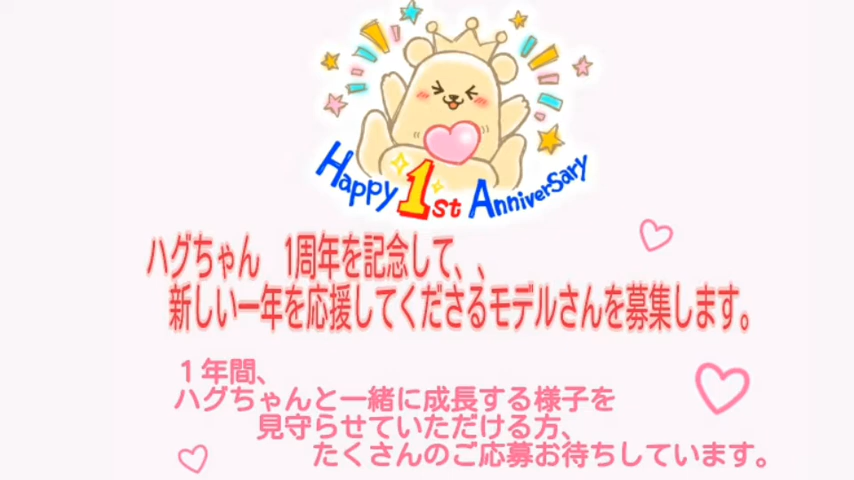 Happy 1st Anniversary
ハグちゃん　1周年を記念して、、
新しい一年を応援してくださるモデルさんを募集します。
１年間、
ハグちゃんと一緒に成長する様子を
見守らせていただける方、
たくさんのご応募お待ちしています。